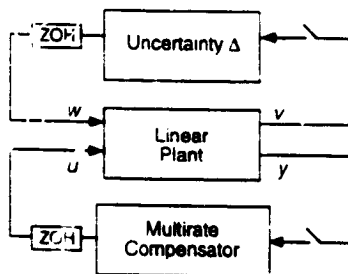 ZOH
Uncertainty Δ
w
v
Linear
Plant
u
y
ZOH
Multirate
Compensator